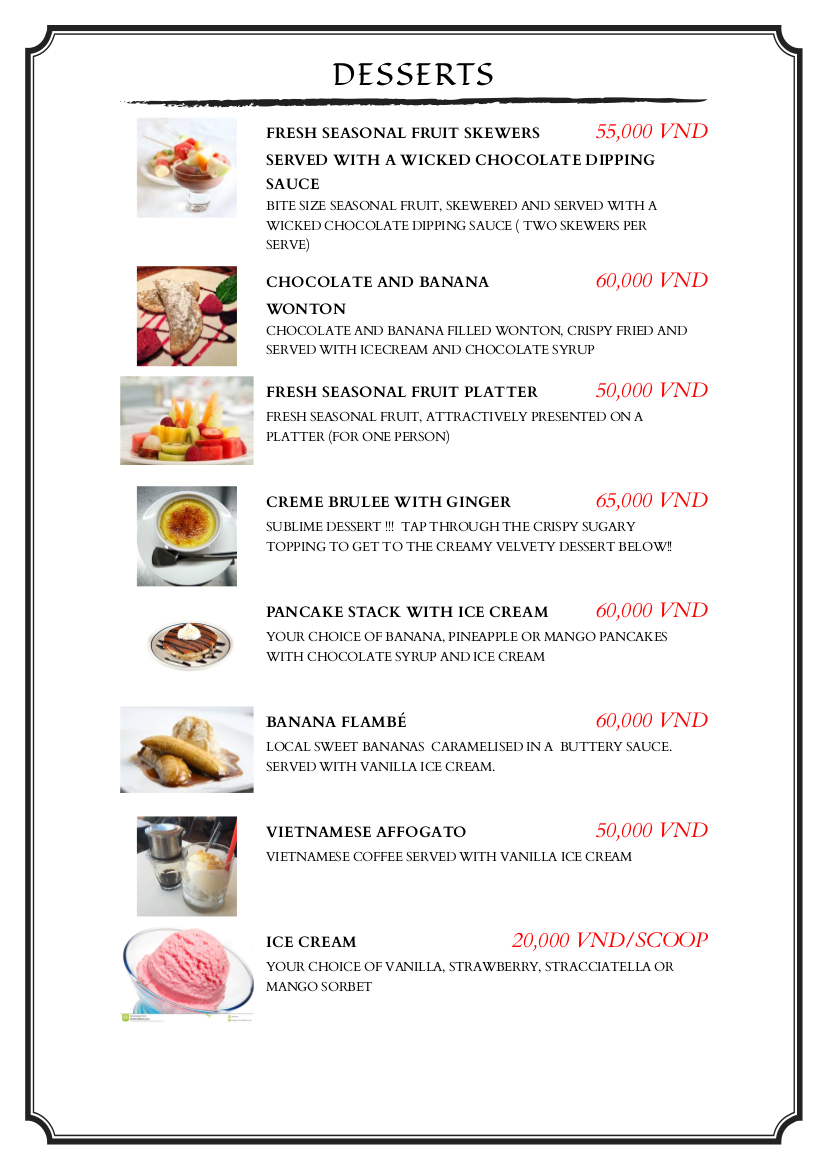 DESSERTS
FRESH SEASONAL FRUIT SKEWERS 55,000 VND
SERVED WITH A WICKED CHOCOLATE DIPPING
SAUCE
BITE SIZE SEASONAL FRUIT, SKEWERED AND SERVED WITH A
WICKED CHOCOLATE DIPPING SAUCE ( TWO SKEWERS PER
SERVE)
CHOCOLATE AND BANANA 60,000 VND
WONTON
CHOCOLATE AND BANANA FILLED WONTON, CRISPY FRIED AND
SERVED WITH ICECREAM AND CHOCOLATE SYRUP
FRESH SEASONAL FRUIT PLATTER 50,000 VND
FRESH SEASONAL FRUIT, ATTRACTIVELY PRESENTED ON A
PLATTER (FOR ONE PERSON)
CREME BRULEE WITH GINGER 65,000 VND
SUBLIME DESSERT !!! TAP THROUGH THE CRISPY SUGARY
TOPPING TO GET TO THE CREAMY VELVETY DESSERT BELOW!!
PANCAKE STACK WITH ICE CREAM 60,000 VND
YOUR CHOICE OF BANANA, PINEAPPLE OR MANGO PANCAKES
WITH CHOCOLATE SYRUP AND ICE CREAM
BANANA FLAMBÉ 60,000 VND
LOCAL SWEET BANANAS CARAMELISED IN A BUTTERY SAUCE.
SERVED WITH VANILLA ICE CREAM.
VIETNAMESE AFFOGATO 50,000 VND
VIETNAMESE COFFEE SERVED WITH VANILLA ICE CREAM
ICE CREAM 20,000 VND/SCOOP
YOUR CHOICE OF VANILLA, STRAWBERRY, STRACCIATELLA OR
MANGO SORBET